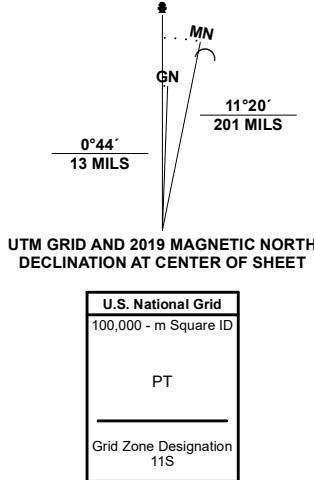 MN
GN
11°20´
201 MILS
0°44´
13 MILS
UTM GRID AND 2019 MAGNETIC NORTH
DECLINATION AT CENTER OF SHEET
U.S. National Grid
100,000 - m Square ID
PT
Grid Zone Designation
11S